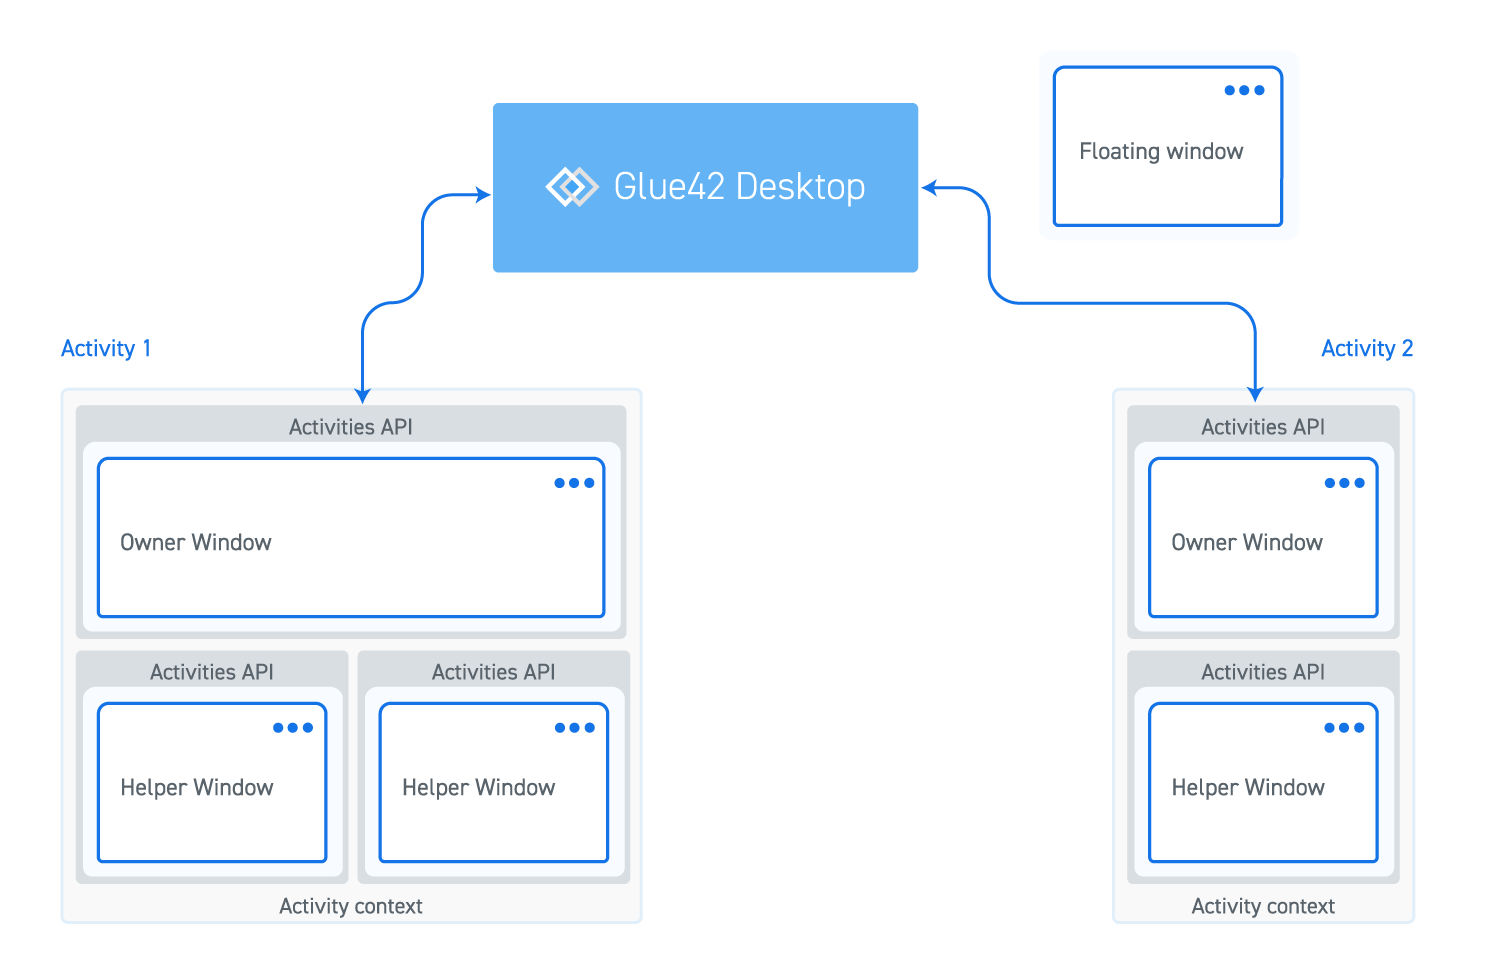 Floating window
Glue42 Desktop
Activity 1
Activity 2
Activities API
Activities API
Owner Window
Owner Window
Activities API
Activities API
Activities API
Helper Window
Helper Window
Helper Window
Activity context
Activity context